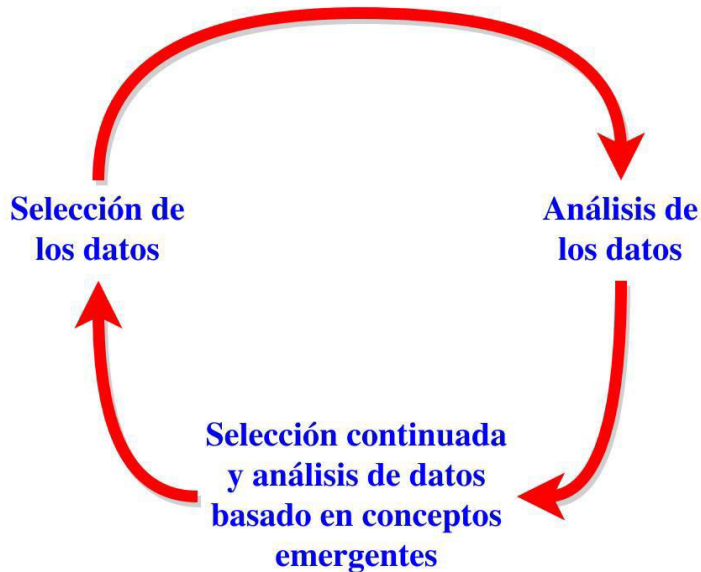 Selección de
los datos
Análisis de
los datos
Selección continuada
y análisis de datos
basado en conceptos
emergentes